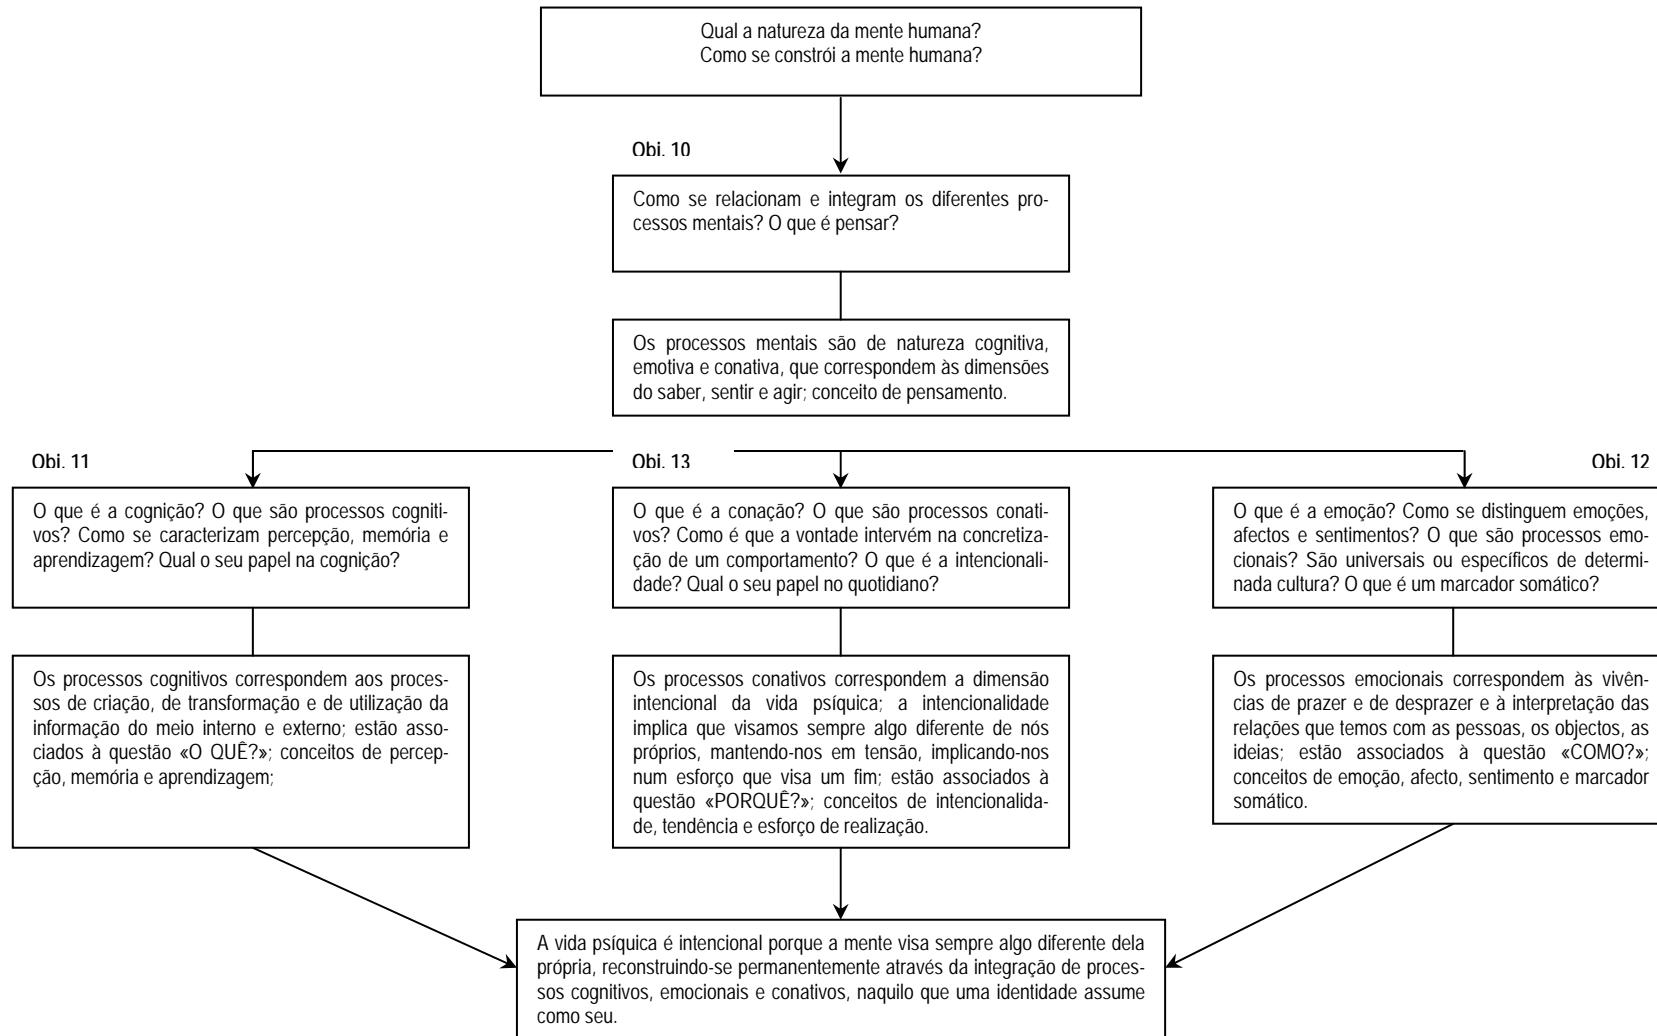 Qual a natureza da mente humana?
Como se constrói a mente humana?
Obj. 10
Como se relacionam e integram os diferentes pro-
cessos mentais? O que é pensar?
Os processos mentais são de natureza cognitiva,
emotiva e conativa, que correspondem às dimensões
do saber, sentir e agir; conceito de pensamento.
Obj. 11
O que é a cognição? O que são processos cogniti-
vos? Como se caracterizam percepção, memória e
aprendizagem? Qual o seu papel na cognição?
Os processos cognitivos correspondem aos proces-
sos de criação, de transformação e de utilização da
informação do meio interno e externo; estão asso-
ciados à questão «O QUÊ?»; conceitos de percep-
ção, memória e aprendizagem;
Obj. 13
O que é a conação? O que são processos conati-
vos? Como é que a vontade intervém na concretiza-
ção de um comportamento? O que é a intencionali-
dade? Qual o seu papel no quotidiano?
Os processos conativos correspondem a dimensão
intencional da vida psíquica; a intencionalidade
implica que visamos sempre algo diferente de nós
próprios, mantendo-nos em tensão, implicando-nos
num esforço que visa um fim; estão associados à
questão «PORQUÊ?»; conceitos de intencionalida-
de, tendência e esforço de realização.
Obj. 12
O que é a emoção? Como se distinguem emoções,
afectos e sentimentos? O que são processos emo-
cionais? São universais ou específicos de determi-
nada cultura? O que é um marcador somático?
Os processos emocionais correspondem às vivên-
cias de prazer e de desprazer e à interpretação das
relações que temos com as pessoas, os objectos, as
ideias; estão associados à questão «COMO?»;
conceitos de emoção, afecto, sentimento e marcador
somático.
A vida psíquica é intencional porque a mente visa sempre algo diferente dela
própria, reconstruindo-se permanentemente através da integração de proces-
sos cognitivos, emocionais e conativos, naquilo que uma identidade assume
como seu.